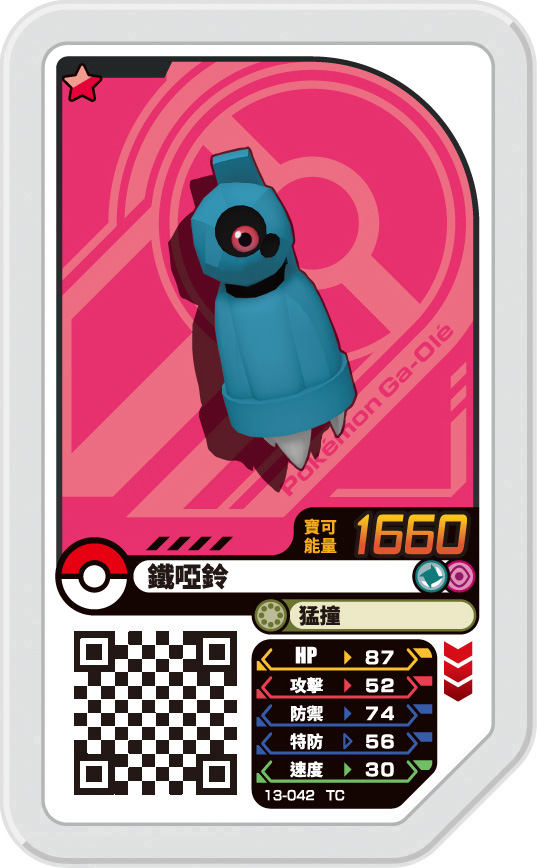 Pokémon Ga-Olé
寶可
能量 1660
鐵啞鈴
猛撞
HP 87
攻擊 52
防禦 74
特防 56
速度 30
13-042 TC